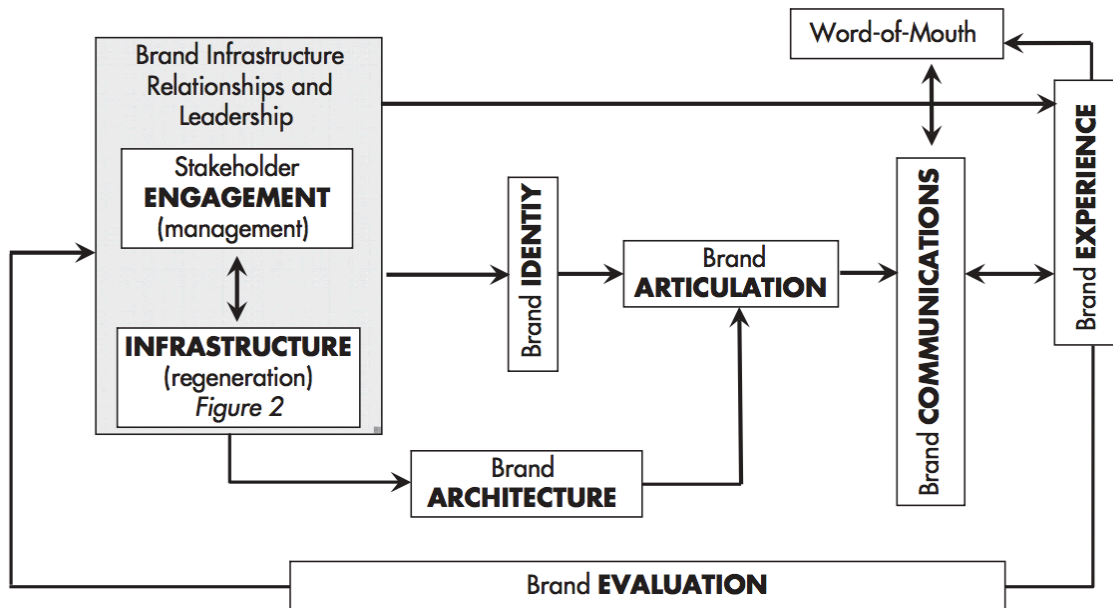 Brand Infrastructure
Relationships and
Leadership
Stakeholder
ENGAGEMENT
(management)
INFRASTRUCTURE
(regeneration)
Figure 2
Brand IDENTIY
Brand
ARCHITECTURE
Brand
ARTICULATION
Word-of-Mouth
Brand COMMUNICATIONS
Brand EXPERIENCE
Brand EVALUATION